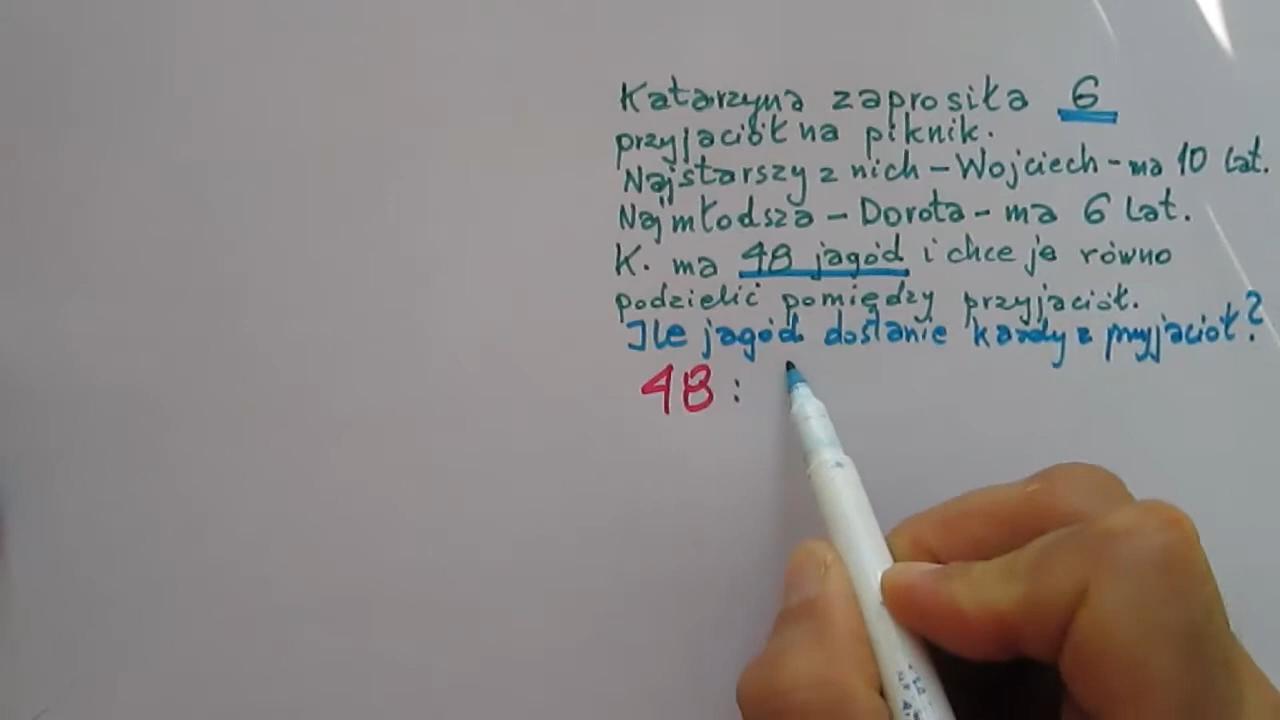 Katarzyna zaprosiła 6
przyjaciół na piknik.
Najstarszy z nich - Wojciech - ma 10 lat.
Najmłodsza - Dorota - ma 6 lat.
K. ma 48 jagód i chce je równo
podzielić pomiędzy przyjaciół.
Ile jagód dostanie każdy z przyjaciół?
48 :